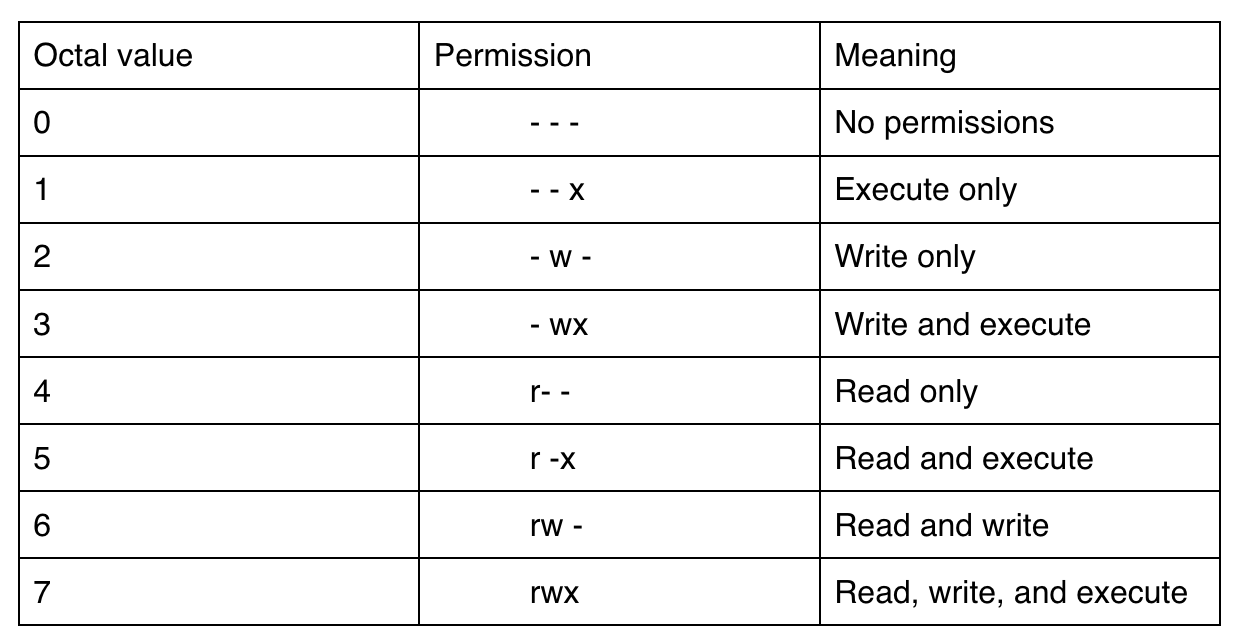 Octal value Permission Meaning
0 - - - No permissions
1 - - x Execute only
2 - w - Write only
3 - wx Write and execute
4 r- - Read only
5 r -x Read and execute
6 rw - Read and write
7 rwx Read, write, and execute